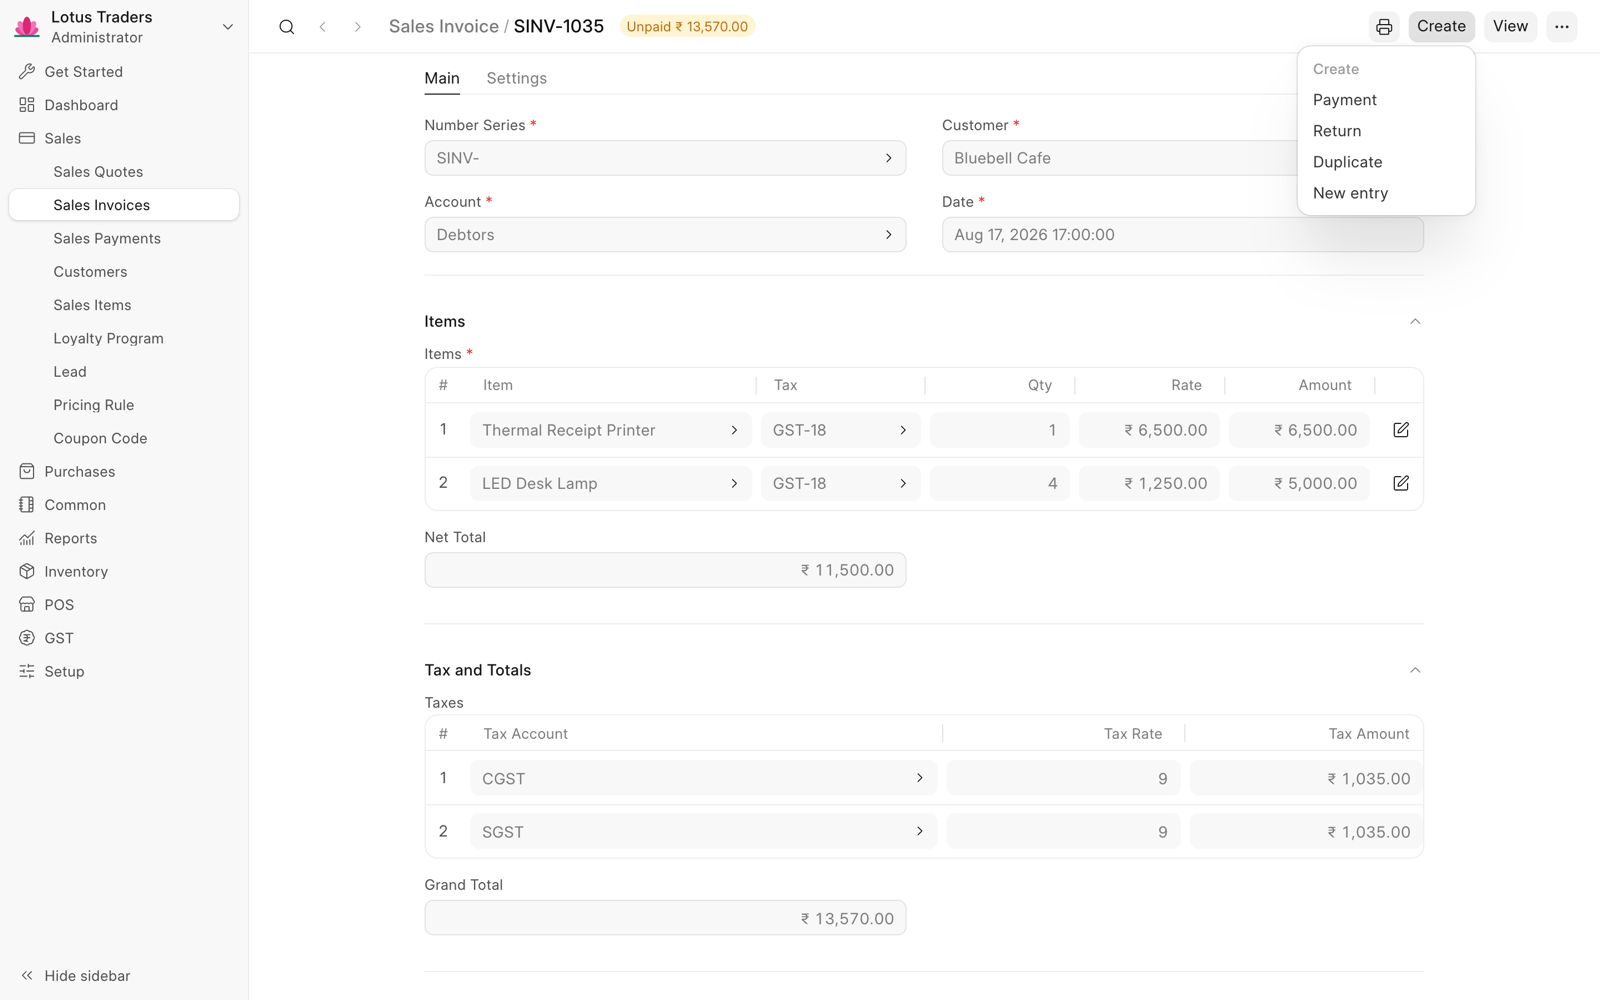 Lotus Traders
Administrator
Get Started
Dashboard
Sales
Sales Quotes
Sales Invoices
Sales Payments
Customers
Sales Items
Loyalty Program
Lead
Pricing Rule
Coupon Code
Purchases
Common
Reports
Inventory
POS
GST
Setup
Hide sidebar
Sales Invoice / SINV-1035 Unpaid ₹ 13,570.00
Create View
Create
Payment
Return
Duplicate
New entry
Main Settings
Number Series * Customer *
SINV- Bluebell Cafe
Account * Date *
Debtors Aug 17, 2026 17:00:00
Items
Items *
# Item Tax Qty Rate Amount
1 Thermal Receipt Printer GST-18 1 ₹ 6,500.00 ₹ 6,500.00
2 LED Desk Lamp GST-18 4 ₹ 1,250.00 ₹ 5,000.00
Net Total
₹ 11,500.00
Tax and Totals
Taxes
# Tax Account Tax Rate Tax Amount
1 CGST 9 ₹ 1,035.00
2 SGST 9 ₹ 1,035.00
Grand Total
₹ 13,570.00